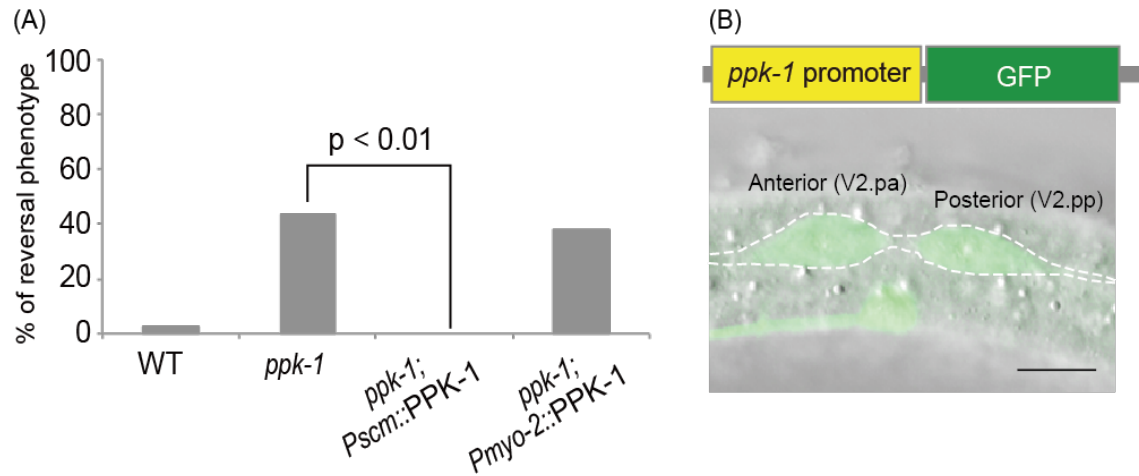 (A)
% of reversal phenotype
100
80
60
40
20
0
p < 0.01
WT
ppk-1
ppk-1;
Pscm::PPK-1
ppk-1;
Pmyo-2::PPK-1
(B)
ppk-1 promoter
GFP
Anterior (V2.pa)
Posterior (V2.pp)